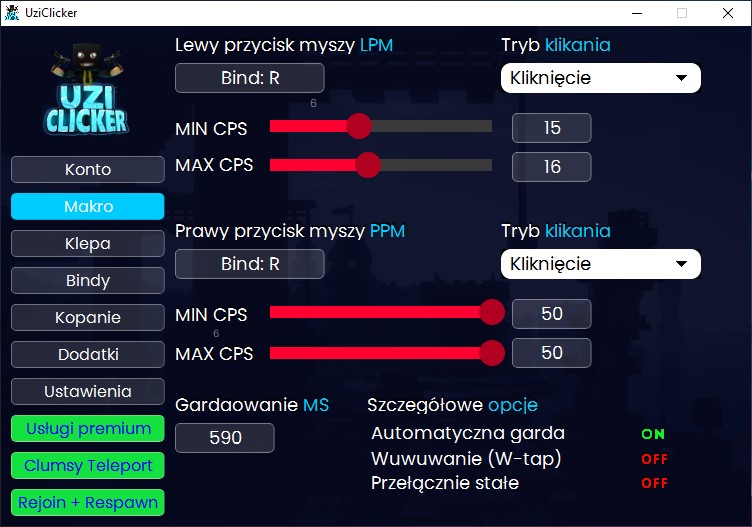 UziClicker
UZI
CLICKER
Konto
Makro
Klepa
Bindy
Kopanie
Dodatki
Ustawienia
Usługi premium
Clumsy Teleport
Rejoin + Respawn
Lewy przycisk myszy LPM
Tryb klikania
Bind: R
Kliknięcie
6
MIN CPS
15
MAX CPS
16
Prawy przycisk myszy PPM
Tryb klikania
Bind: R
Kliknięcie
MIN CPS
50
6
MAX CPS
50
Gardaowanie MS
590
Szczegółowe opcje
Automatyczna garda ON
Wuwuwanie (W-tap) OFF
Przełącznie stałe OFF